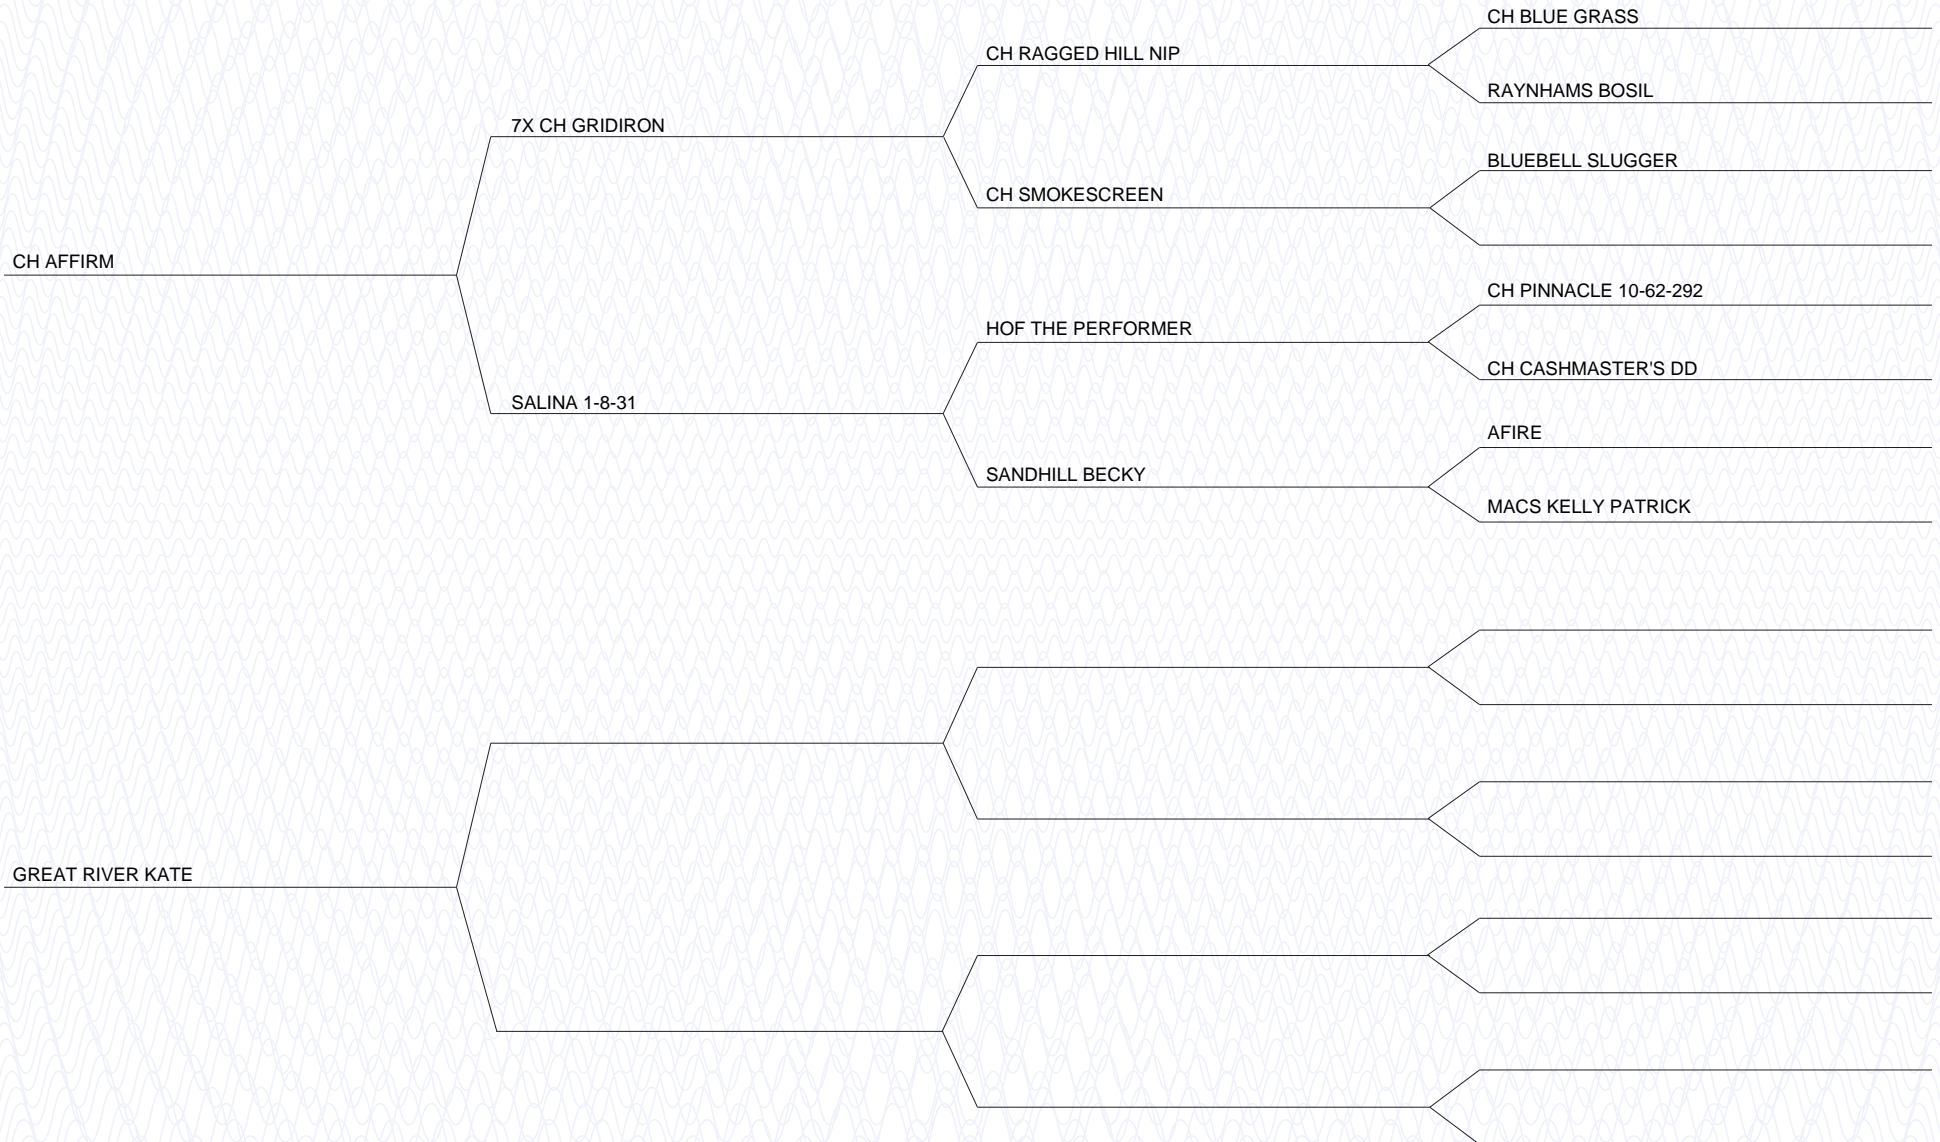 CH BLUE GRASS
CH RAGGED HILL NIP
RAYNHAMS BOSIL
7X CH GRIDIRON
BLUEBELL SLUGGER
CH SMOKESCREEN
CH AFFIRM
CH PINNACLE 10-62-292
HOF THE PERFORMER
CH CASHMASTER'S DD
SALINA 1-8-31
AFIRE
SANDHILL BECKY
MACS KELLY PATRICK
GREAT RIVER KATE